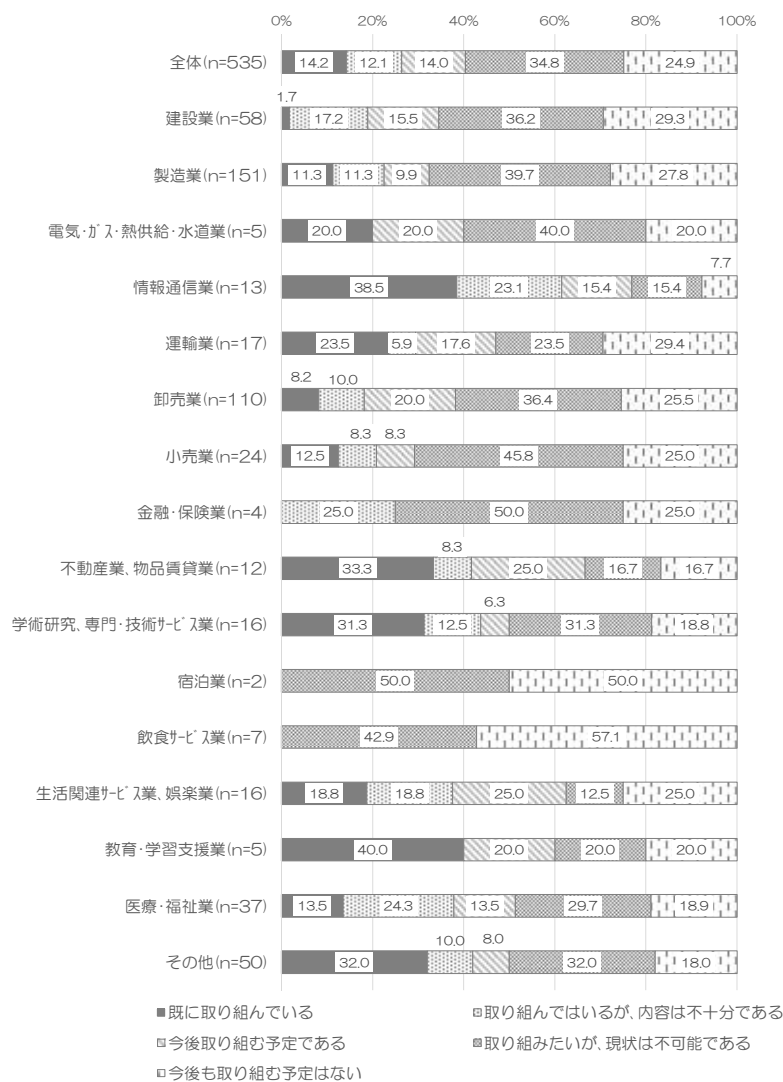 0% 20% 40% 60% 80% 100%
全体(n=535) 14.2 12.1 14.0 34.8 24.9
1.7
建設業(n=58) 17.2 15.5 36.2 29.3
製造業(n=151) 11.3 11.3 9.9 39.7 27.8
電気･ｶﾞｽ･熱供給･水道業(n=5) 20.0 20.0 40.0 20.0
7.7
情報通信業(n=13) 38.5 23.1 15.4 15.4
運輸業(n=17) 23.5 5.9 17.6 23.5 29.4
8.2 10.0
卸売業(n=110) 20.0 36.4 25.5
8.3 8.3
小売業(n=24) 12.5 45.8 25.0
金融･保険業(n=4) 25.0 50.0 25.0
8.3
不動産業､物品賃貸業(n=12) 33.3 25.0 16.7 16.7
6.3
学術研究､専門･技術ｻｰﾋﾞｽ業(n=16) 31.3 12.5 31.3 18.8
宿泊業(n=2) 50.0 50.0
飲食ｻｰﾋﾞｽ業(n=7) 42.9 57.1
生活関連ｻｰﾋﾞｽ業､娯楽業(n=16) 18.8 18.8 25.0 12.5 25.0
教育･学習支援業(n=5) 40.0 20.0 20.0 20.0
医療･福祉業(n=37) 13.5 24.3 13.5 29.7 18.9
10.0 8.0
その他(n=50) 32.0 32.0 18.0
既に取り組んでいる 取り組んではいるが､内容は不十分である
今後取り組む予定である 取り組みたいが､現状は不可能である
今後も取り組む予定はない